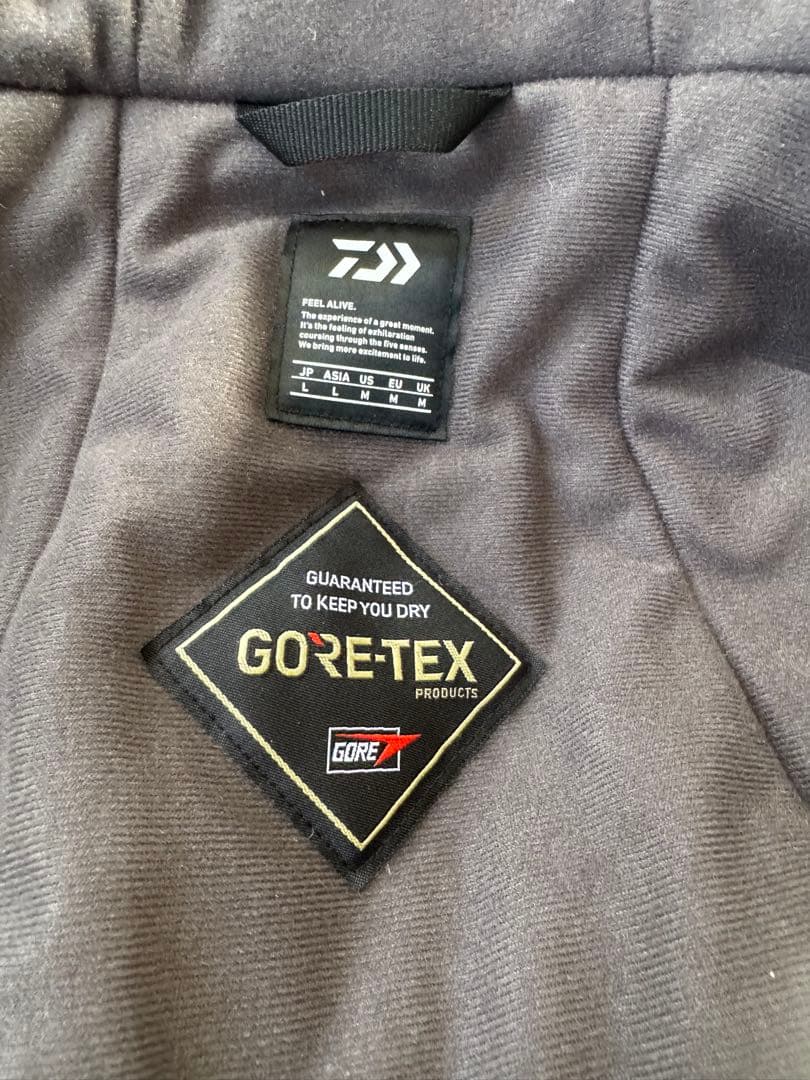 FEEL ALIVE.
The experience of a great moment.
It's the feeling of exhilaration
coursing through the five senses.
We bring more excitement to life.
JP ASIA US EU UK
L L M M M
GUARANTEED
TO KEEP YOU DRY
GORE-TEX
PRODUCTS
GORE